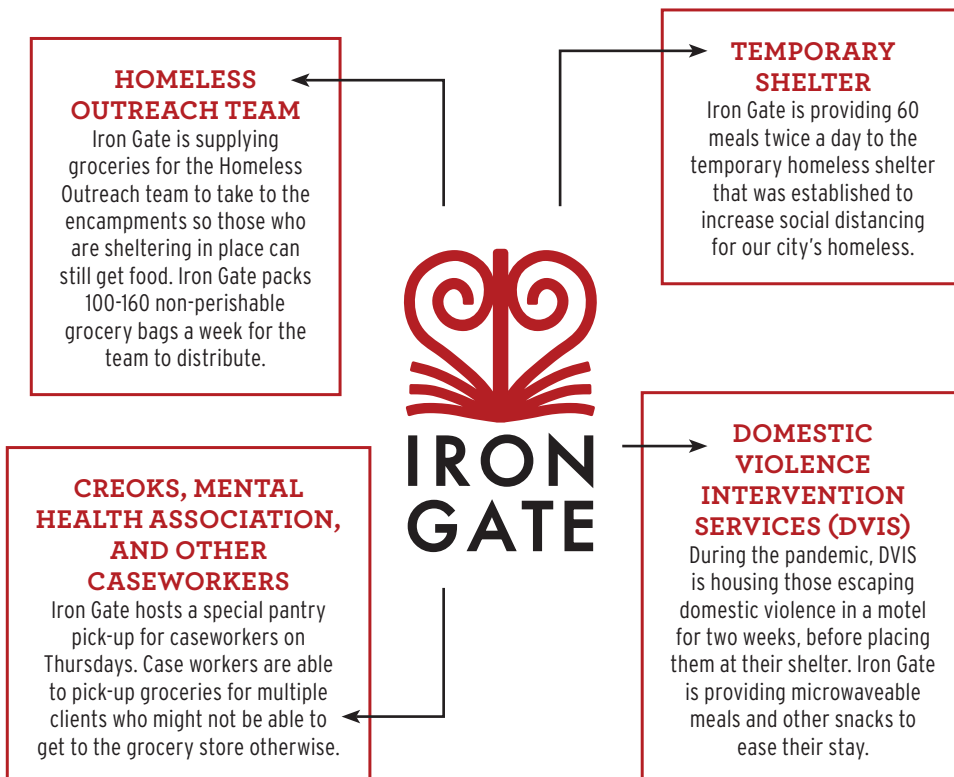 HOMELESS
OUTREACH TEAM
Iron Gate is supplying
groceries for the Homeless
Outreach team to take to the
encampments so those who
are sheltering in place can
still get food. Iron Gate packs
100-160 non-perishable
grocery bags a week for the
team to distribute.
TEMPORARY
SHELTER
Iron Gate is providing 60
meals twice a day to the
temporary homeless shelter
that was established to
increase social distancing
for our city's homeless.
IRON
GATE
CREOKS, MENTAL
HEALTH ASSOCIATION,
AND OTHER
CASEWORKERS
Iron Gate hosts a special pantry
pick-up for caseworkers on
Thursdays. Case workers are able
to pick-up groceries for multiple
clients who might not be able to
get to the grocery store otherwise.
DOMESTIC
VIOLENCE
INTERVENTION
SERVICES (DVIS)
During the pandemic, DVIS
is housing those escaping
domestic violence in a motel
for two weeks, before placing
them at their shelter. Iron Gate
is providing microwaveable
meals and other snacks to
ease their stay.